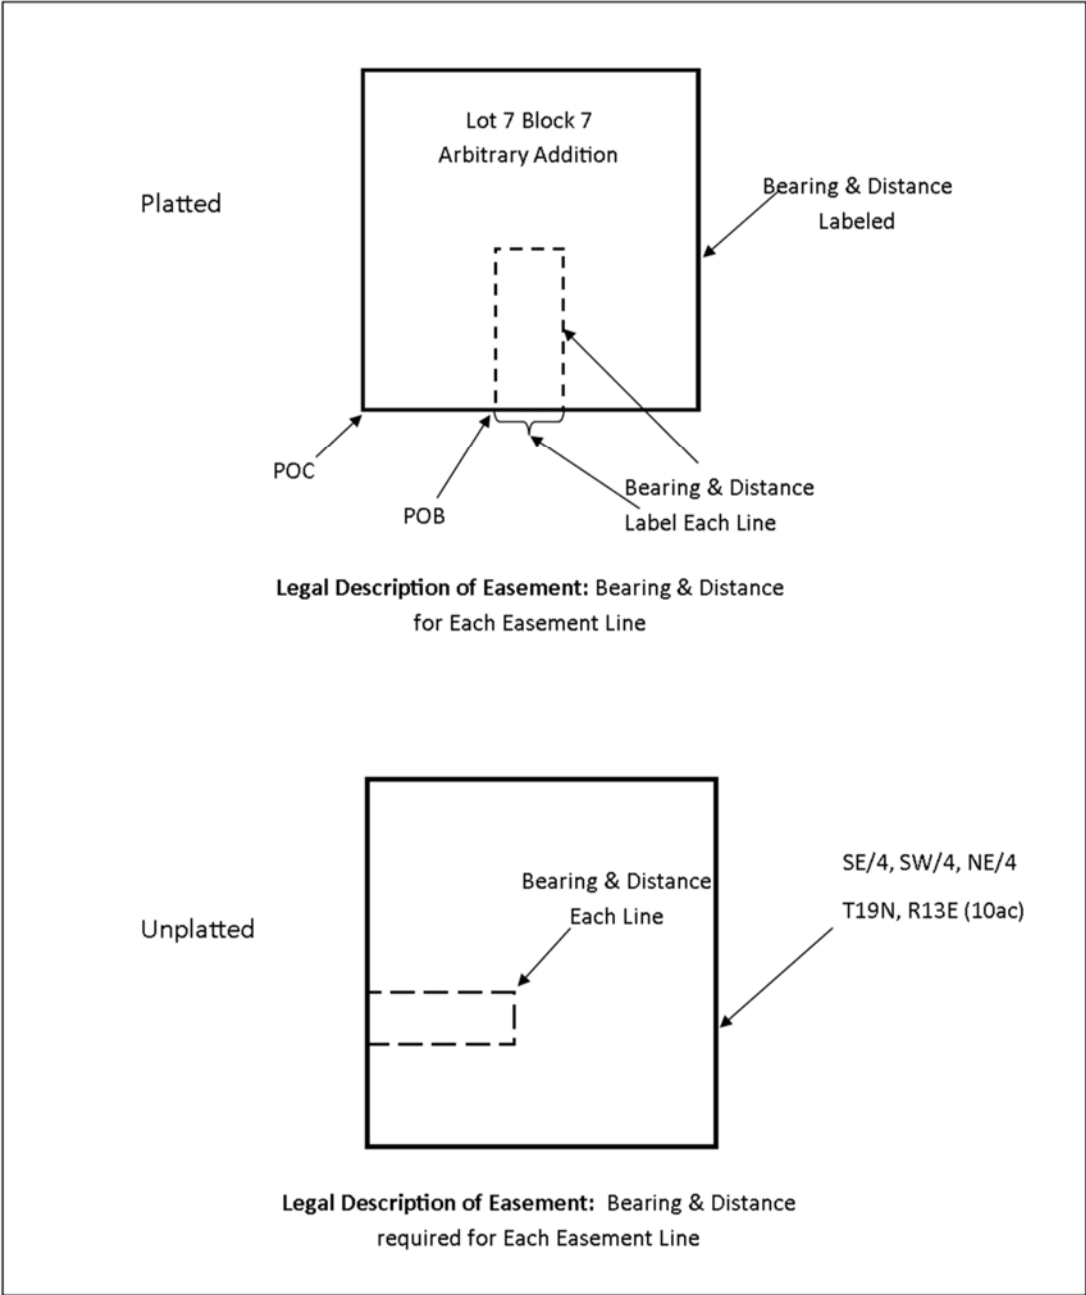 Lot 7 Block 7
Arbitrary Addition
Platted
Bearing & Distance
Labeled
POC
POB
Bearing & Distance
Label Each Line
Legal Description of Easement: Bearing & Distance
for Each Easement Line
Unplatted
Bearing & Distance
Each Line
SE/4, SW/4, NE/4
T19N, R13E (10ac)
Legal Description of Easement: Bearing & Distance
required for Each Easement Line